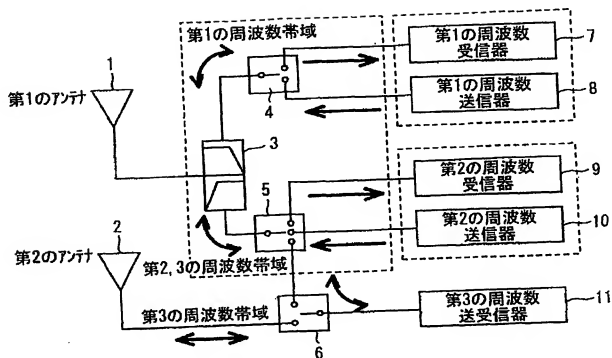 第1の周波数帯域
1
第1のアンテナ
4
第1の周波数
受信器
7
第1の周波数
送信器
8
3
第2の周波数
受信器
9
5
第2の周波数
送信器
10
2
第2のアンテナ
第2,3の周波数帯域
第3の周波数帯域
6
第3の周波数
送受信器
11